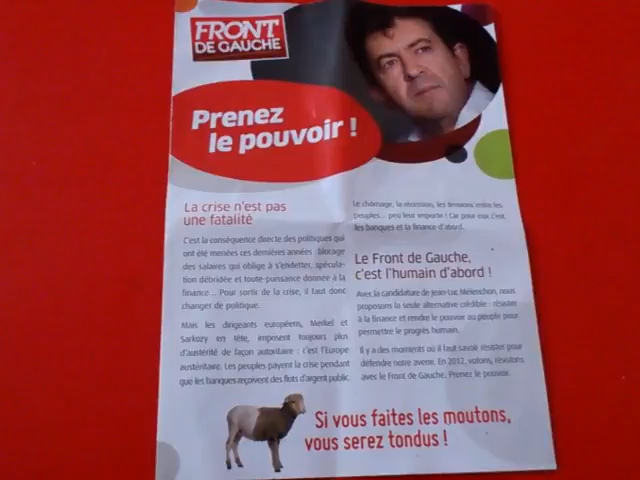 FRONT
DE GAUCHE
Prenez
le pouvoir !
La crise n'est pas
une fatalité
C'est la conséquence directe des politiques qui
ont été menées ces dernières années : blocage
des salaires qui oblige à s'endetter, spécula-
tion débridée et toute-puissance donnée à la
finance... Pour sortir de la crise, il faut donc
changer de politique.
Mais les dirigeants européens, Merkel et
Sarkozy en tête, imposent toujours plus
d'austérité de façon autoritaire : c'est l'Europe
austéritaire. Les peuples payent la crise pendant
que les banques reçoivent des flots d'argent public.
Le chômage, la récession, les tensions entre les
peuples... peu leur importe ! Car pour eux c'est
les banques et la finance d'abord.
Le Front de Gauche,
c'est l'humain d'abord !
Avec la candidature de Jean-Luc Mélenchon, nous
proposons la seule alternative crédible : résister
à la finance et rendre le pouvoir au peuple pour
permettre le progrès humain.
Il y a des moments où il faut savoir résister pour
défendre notre avenir. En 2012, votons, résistons
avec le Front de Gauche. Prenez le pouvoir.
Si vous faites les moutons,
vous serez tondus !